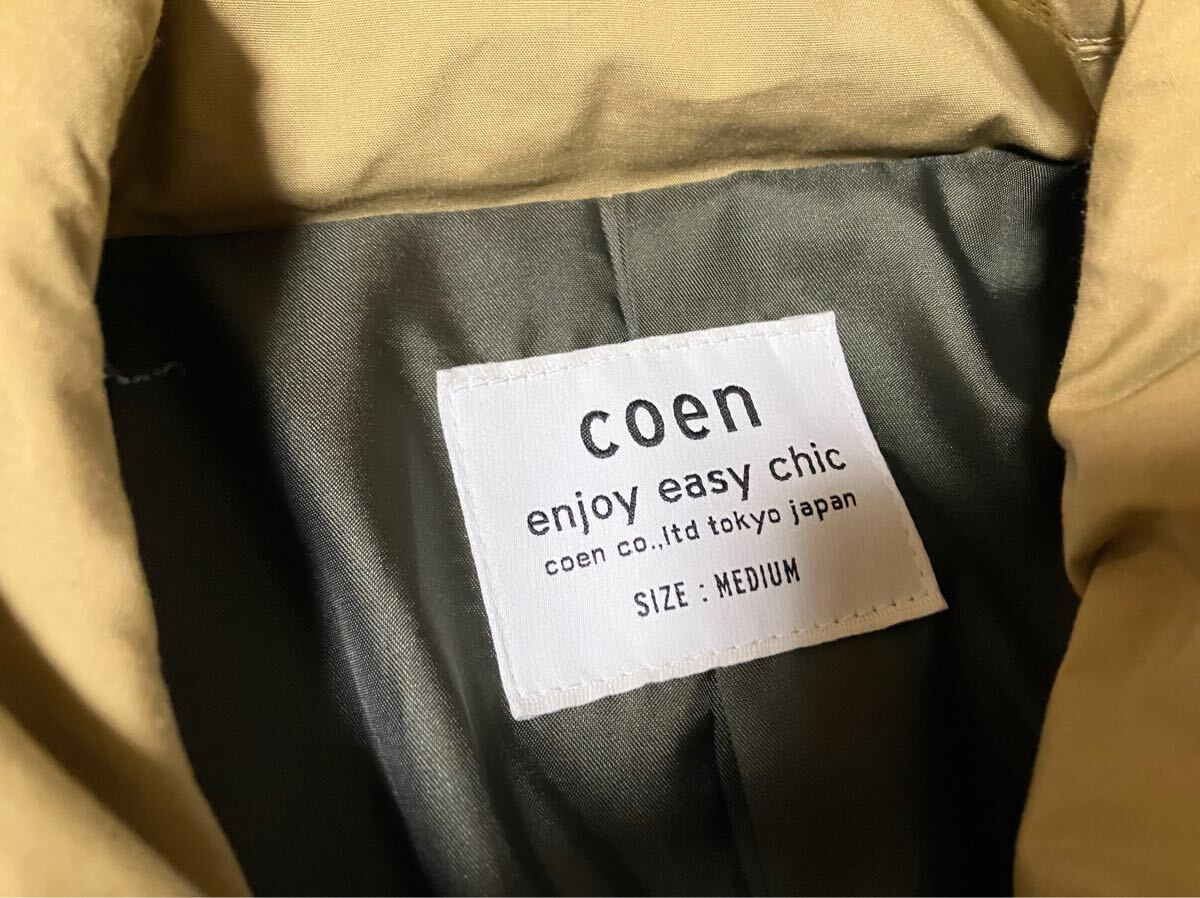 coen
enjoy easy chic
coen co.,ltd tokyo japan
SIZE : MEDIUM